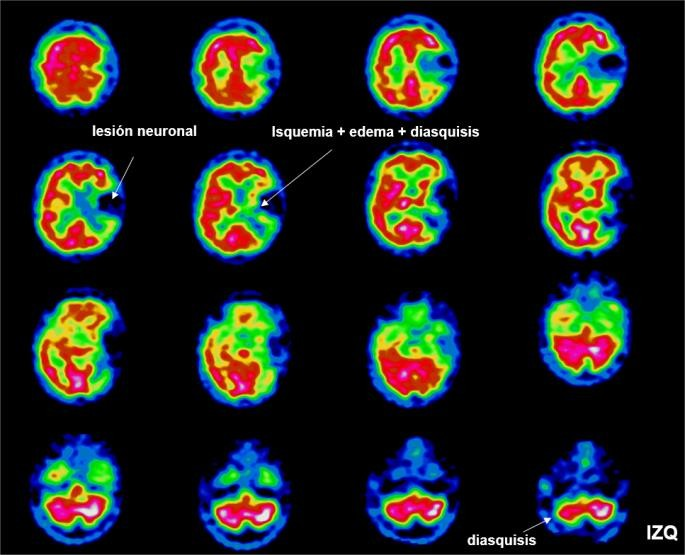 lesión neuronal
Isquemia + edema + diasquisis
diasquisis
IZQ